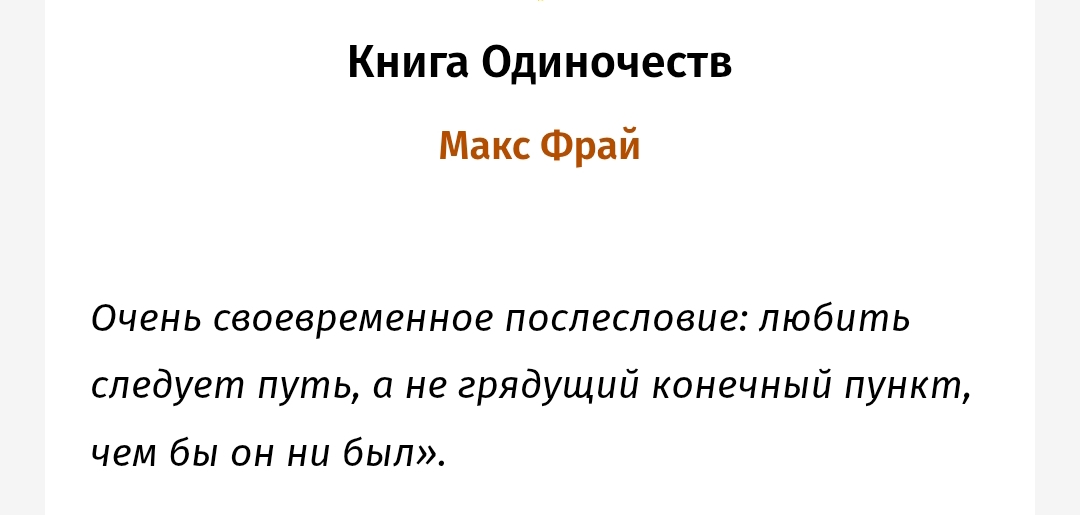 Книга Одиночеств
Макс Фрай
Очень своевременное послесловие: любить
следует путь, а не грядущий конечный пункт,
чем бы он ни был».